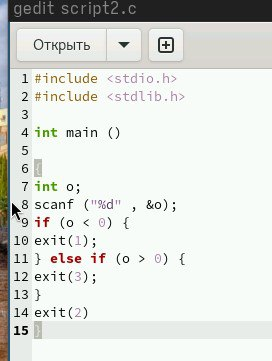 gedit script2.c
Открыть
1 #include <stdio.h>
2 #include <stdlib.h>
3
4 int main ()
5
6 {
7 int o;
8 scanf ("%d" , &o);
9 if (o < 0) {
10 exit(1);
11 } else if (o > 0) {
12 exit(3);
13 }
14 exit(2)
15 }